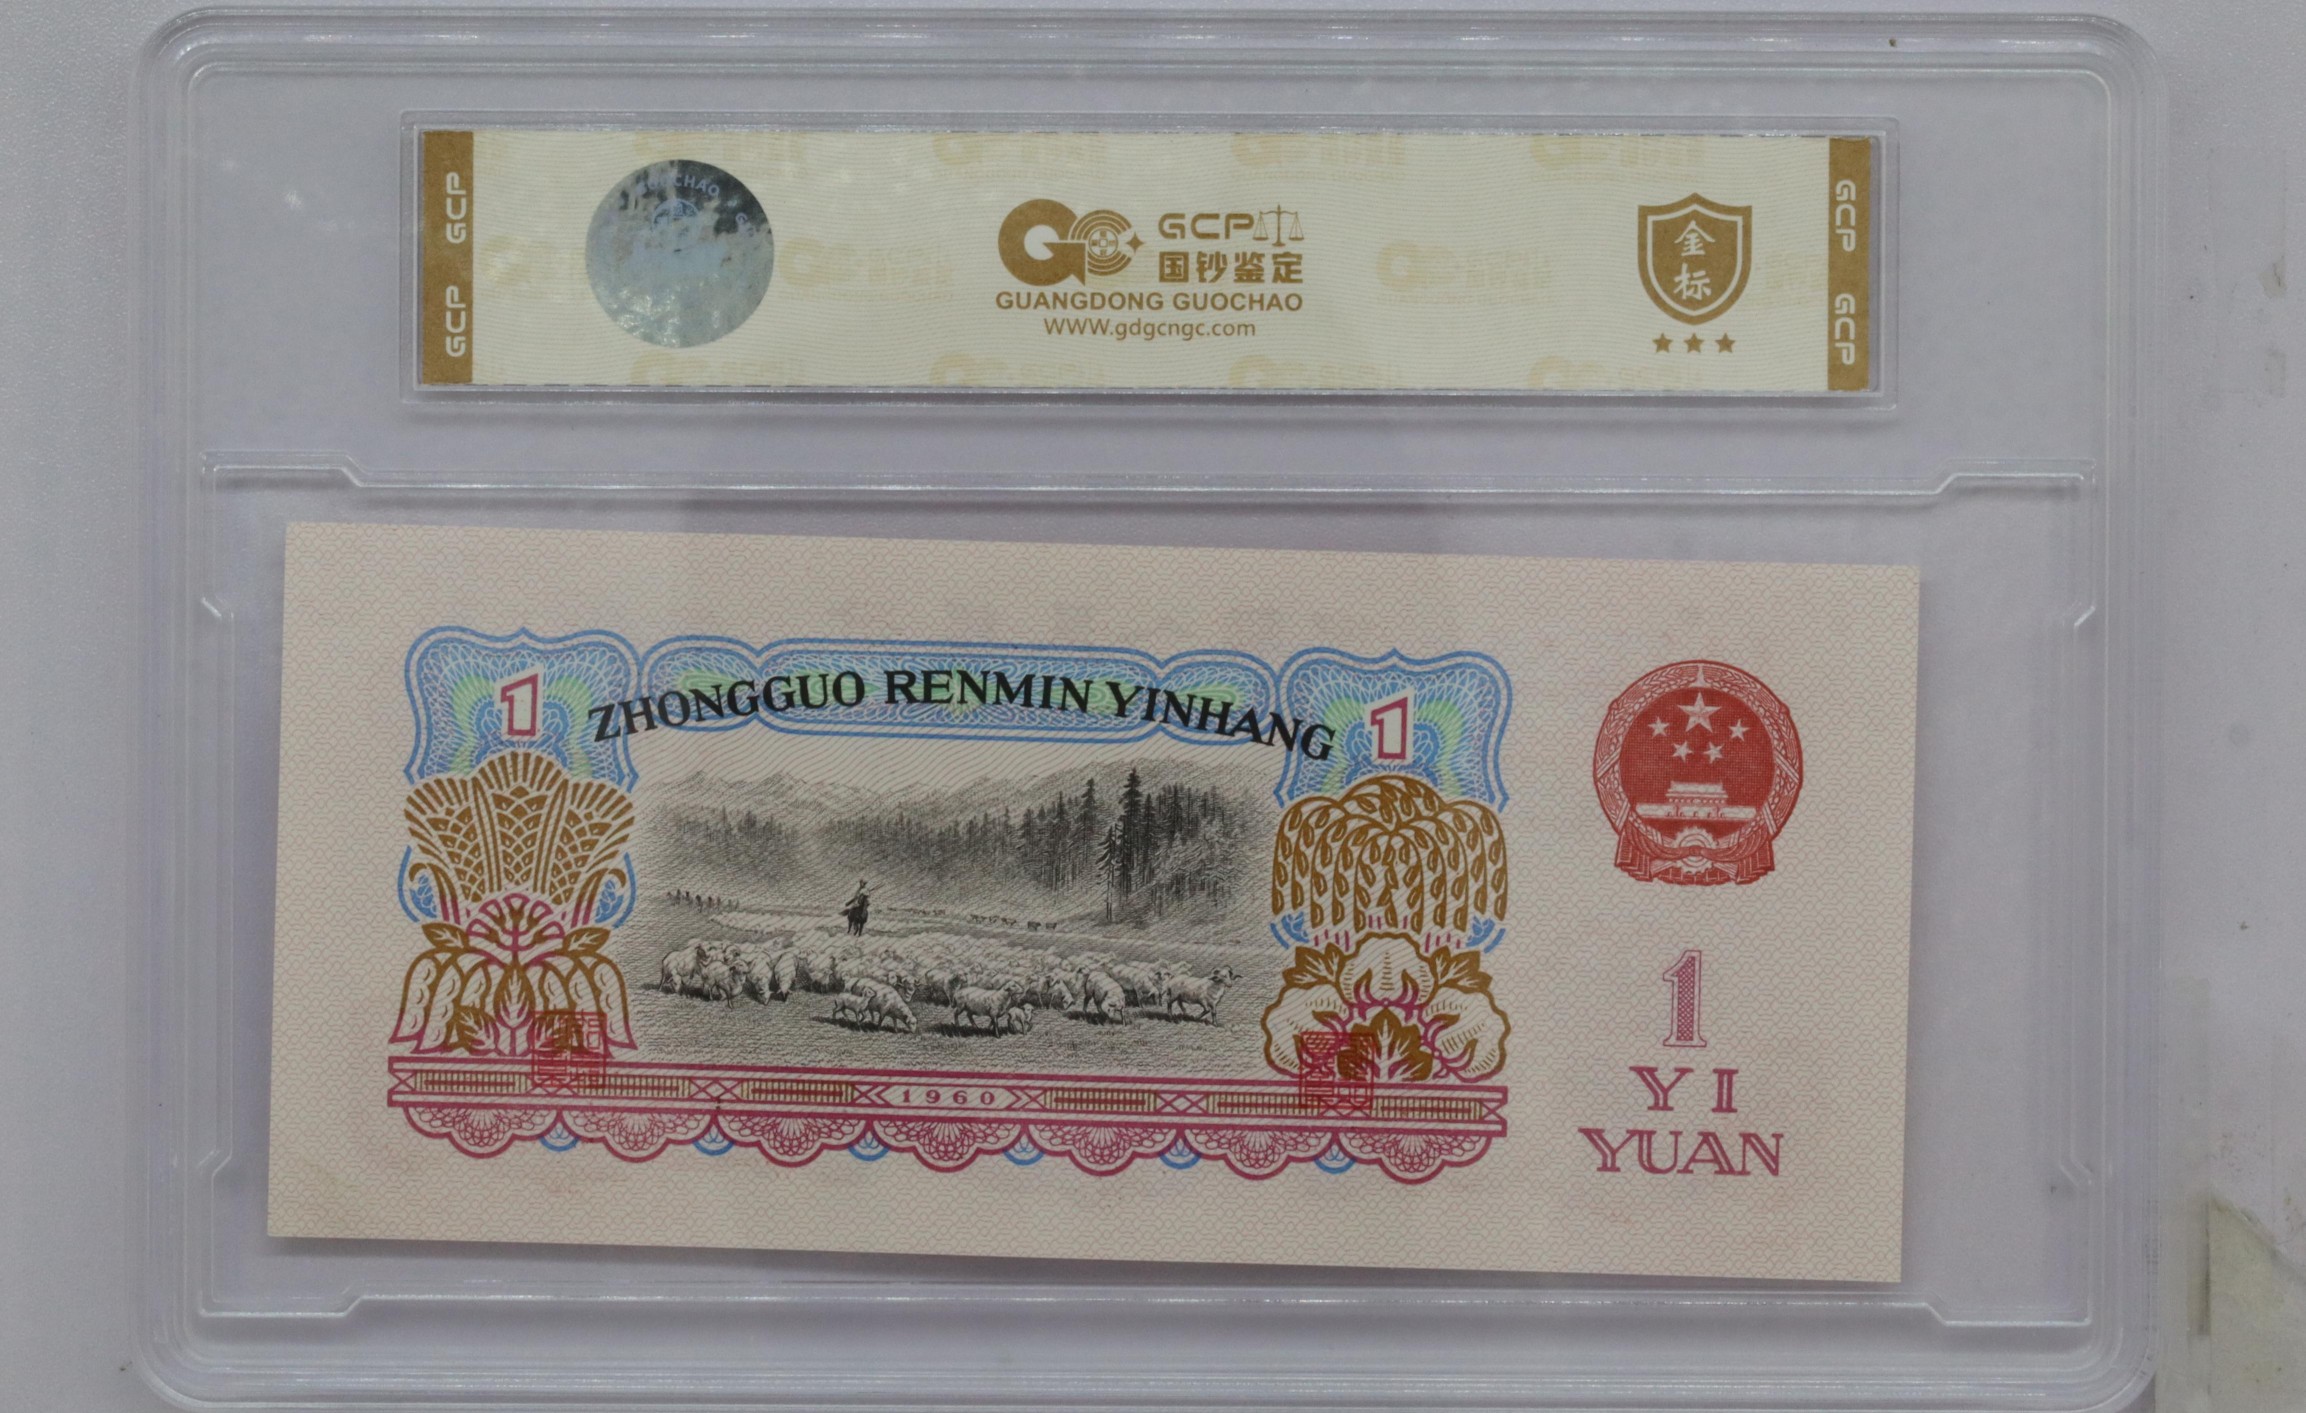 GCP GCP
GUOCHAO
GCP
国钞鉴定
GUANGDONG GUOCHAO
WWW.gdgcngc.com
金标
GCP GCP
1 ZHONGGUO RENMIN YINHANG 1
1960
1
YI
YUAN